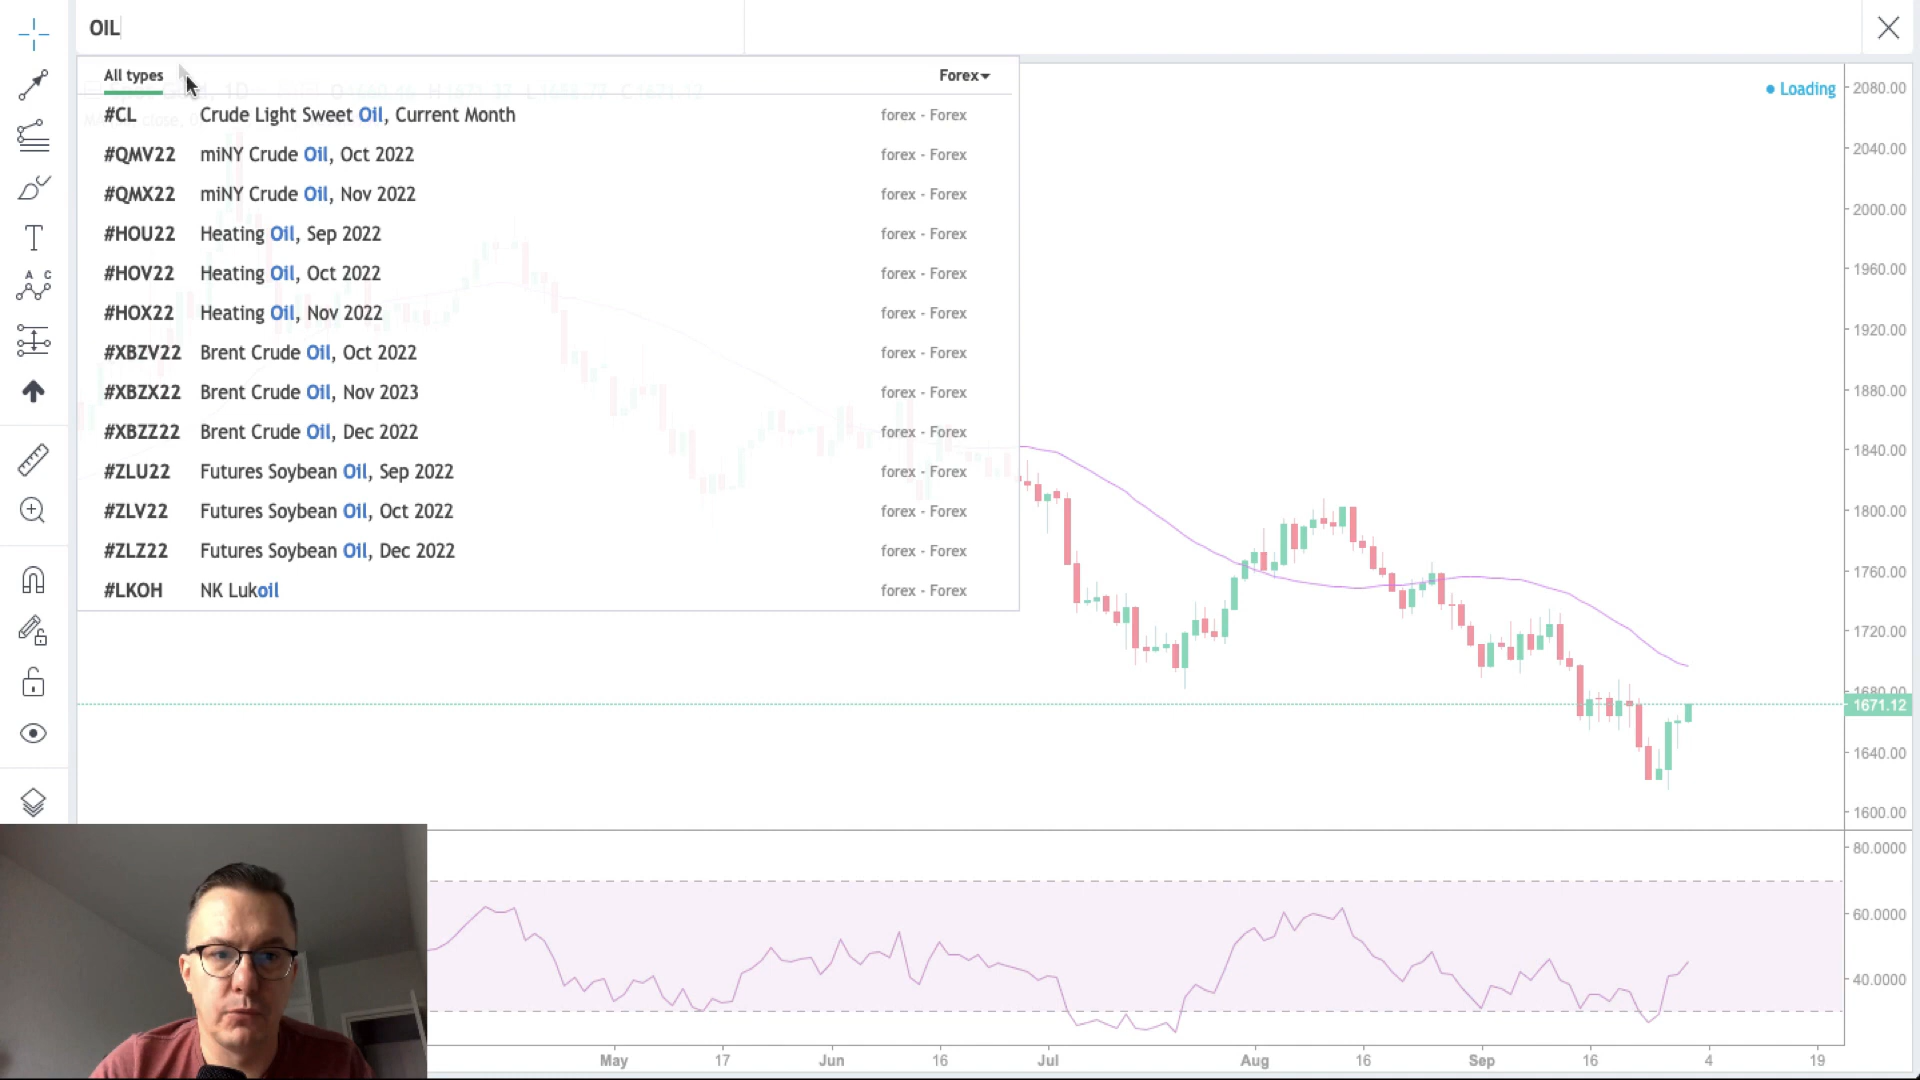 OIL
All types Forex
#CL Crude Light Sweet Oil, Current Month forex - Forex
#QMV22 miNY Crude Oil, Oct 2022 forex - Forex
#QMX22 miNY Crude Oil, Nov 2022 forex - Forex
#HOU22 Heating Oil, Sep 2022 forex - Forex
#HOV22 Heating Oil, Oct 2022 forex - Forex
#HOX22 Heating Oil, Nov 2022 forex - Forex
#XBZV22 Brent Crude Oil, Oct 2022 forex - Forex
#XBZX22 Brent Crude Oil, Nov 2023 forex - Forex
#XBZZ22 Brent Crude Oil, Dec 2022 forex - Forex
#ZLU22 Futures Soybean Oil, Sep 2022 forex - Forex
#ZLV22 Futures Soybean Oil, Oct 2022 forex - Forex
#ZLZ22 Futures Soybean Oil, Dec 2022 forex - Forex
#LKOH NK Lukoil forex - Forex
Loading
2080.00
2040.00
2000.00
1960.00
1920.00
1880.00
1840.00
1800.00
1760.00
1720.00
1680.00
1671.12
1640.00
1600.00
80.0000
60.0000
40.0000
A C
T
May 17 Jun 16 Jul Aug 16 Sep 16 4 19